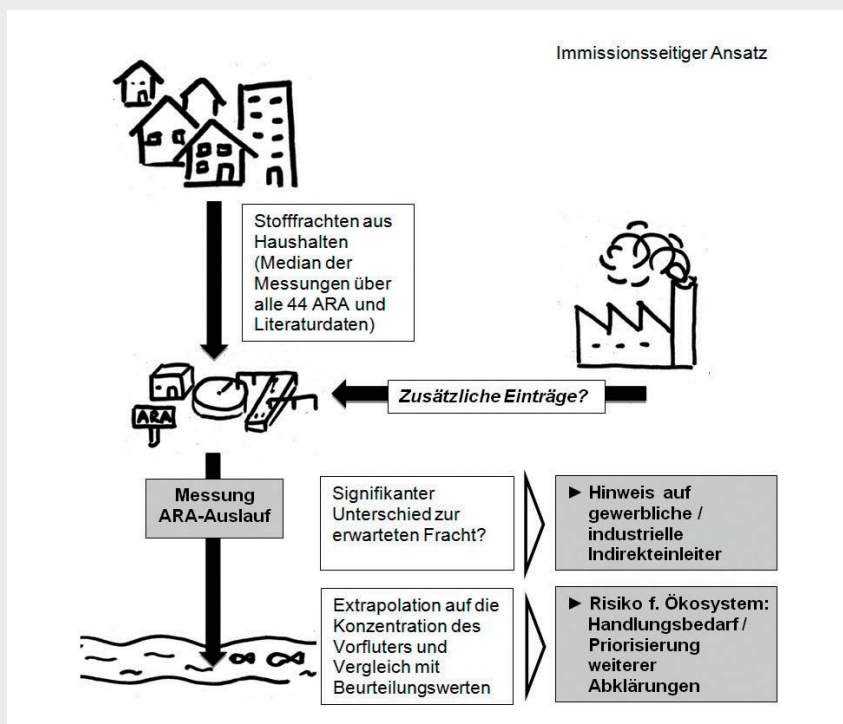 Immissionsseitiger Ansatz
Stofffrachten aus
Haushalten
(Median der
Messungen über
alle 44 ARA und
Literaturdaten)
Zusätzliche Einträge?
ARA
Messung
ARA-Auslauf
Signifikanter
Unterschied zur
erwarteten Fracht?
► Hinweis auf
gewerbliche /
industrielle
Indirekteinleiter
Extrapolation auf die
Konzentration des
Vorfluters und
Vergleich mit
Beurteilungswerten
► Risiko f. Ökosystem:
Handlungsbedarf /
Priorisierung
weiterer
Abklärungen